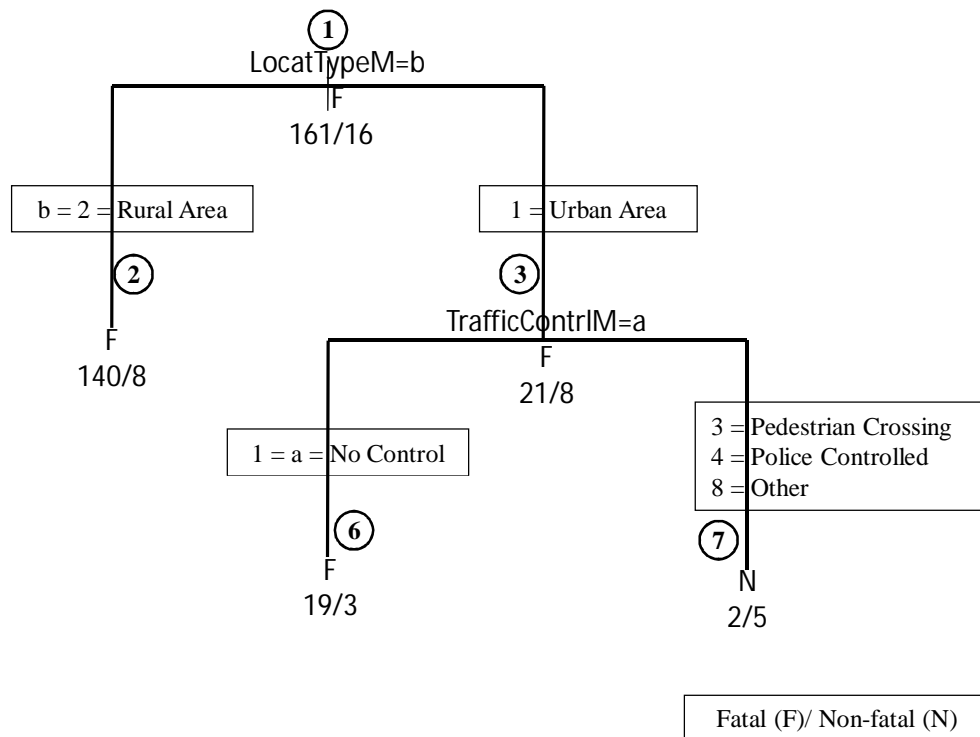 1
LocatTypeM=b
F
161/16
b = 2 = Rural Area
1 = Urban Area
2
3
F
140/8
TrafficContrlM=a
F
21/8
1 = a = No Control
3 = Pedestrian Crossing
4 = Police Controlled
8 = Other
6
7
F
19/3
N
2/5
Fatal (F)/ Non-fatal (N)